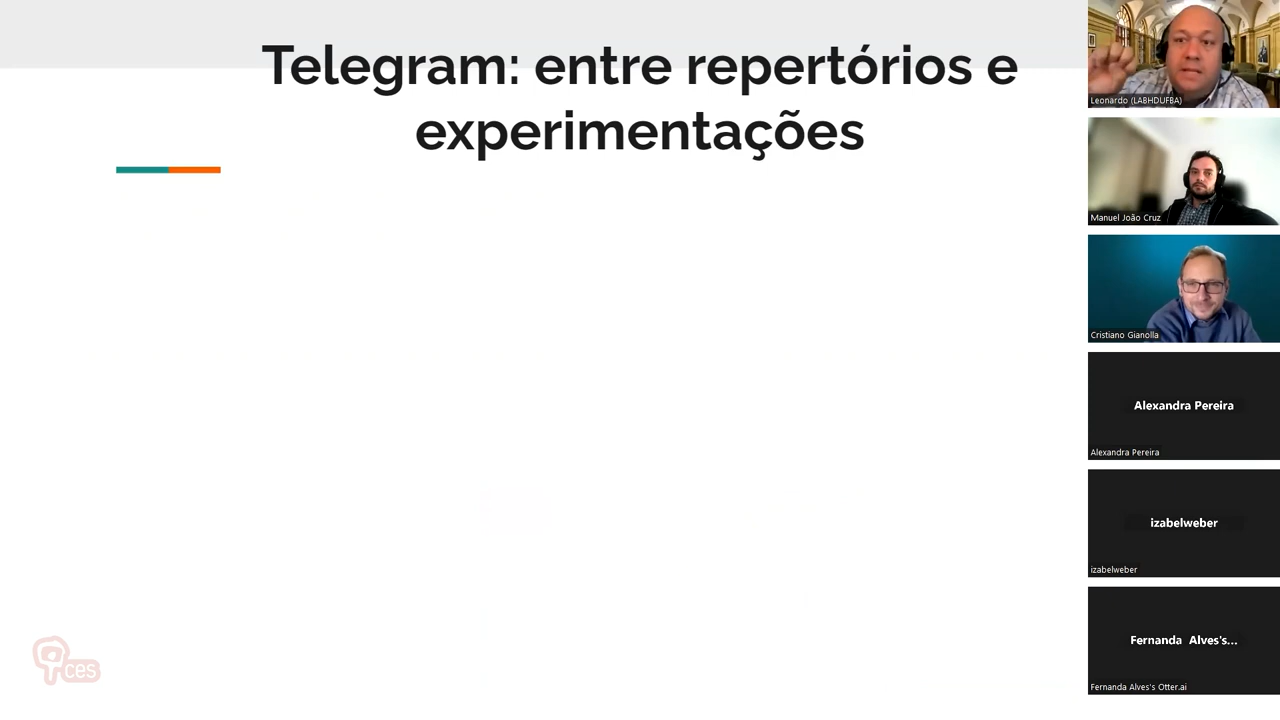 Telegram: entre repertórios e
experimentações
Leonardo (LABHDUFBA)
Manuel João Cruz
Cristiano Gianolla
Alexandra Pereira
Alexandra Pereira
izabelweber
izabelweber
Fernanda Alves's...
Fernanda Alves's Otter.ai
ces